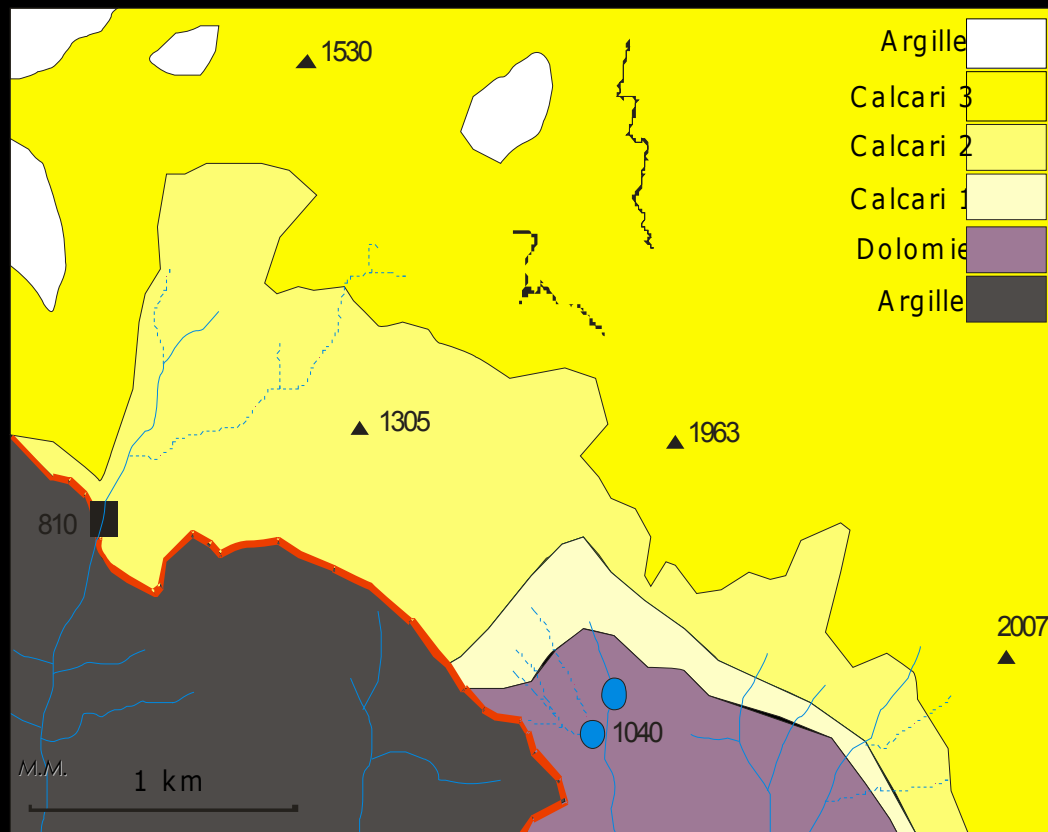 1530
Argille
Calcari 3
Calcari 2
Calcari 1
Dolomie
Argille
1305
1963
810
2007
1040
M.M.
1 km